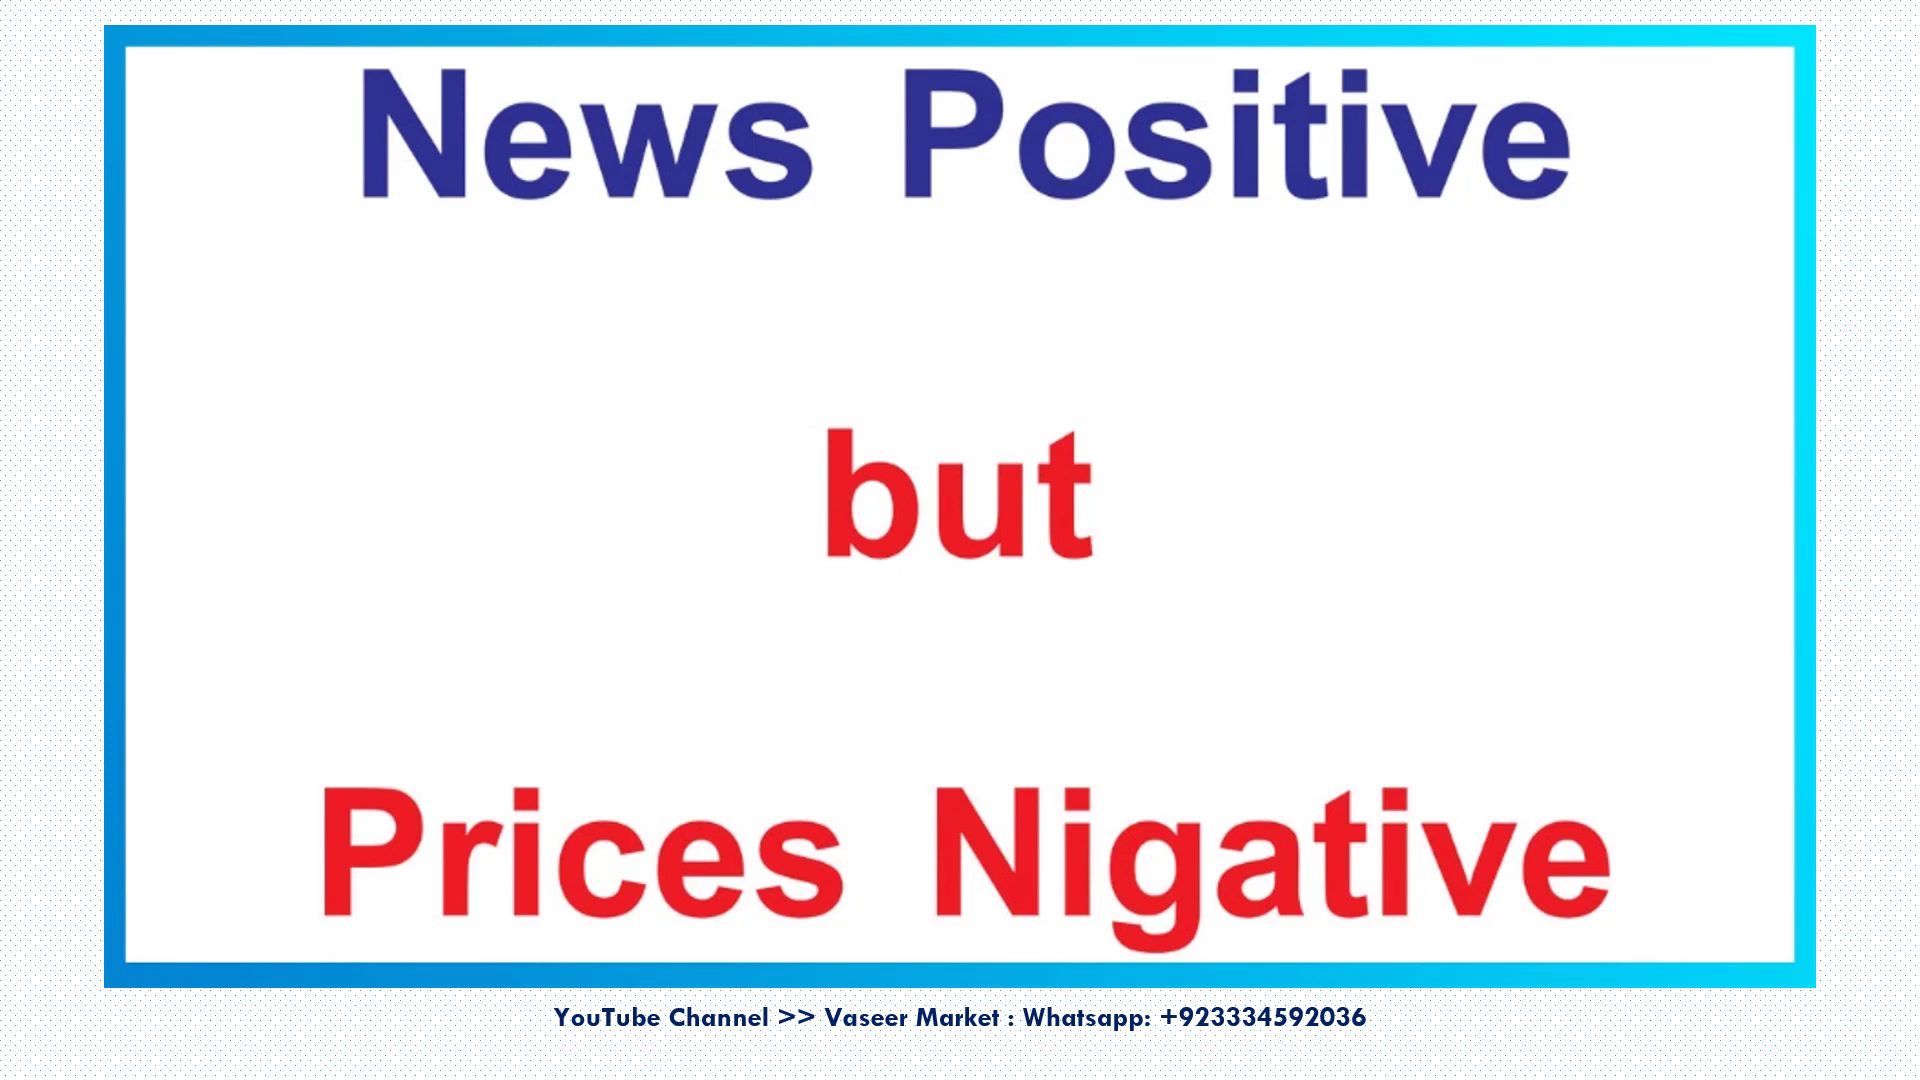 News Positive
but
Prices Nigative
YouTube Channel >> Vaseer Market : Whatsapp: +923334592036